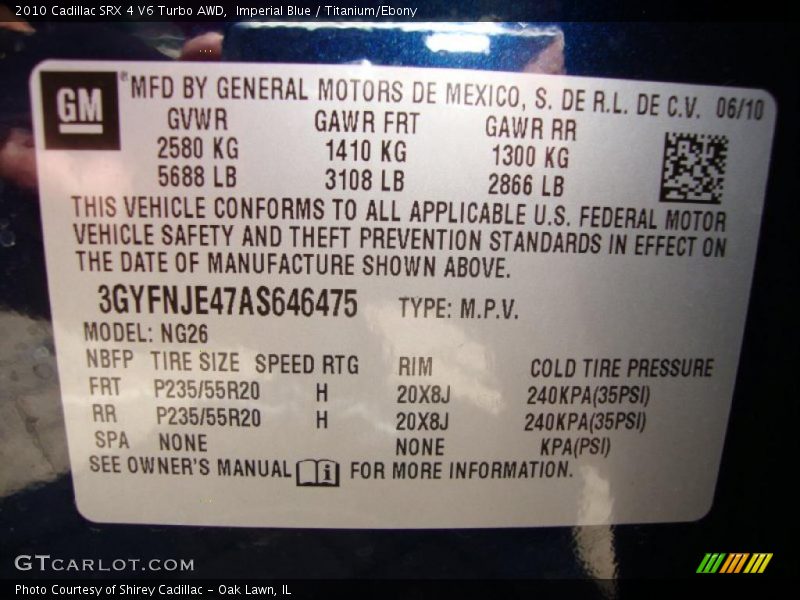 2010 Cadillac SRX 4 V6 Turbo AWD,  Imperial Blue / Titanium/Ebony
GM ® MFD BY GENERAL MOTORS DE MEXICO, S. DE R.L. DE C.V. 06/10
GVWR GAWR FRT GAWR RR
2580 KG 1410 KG 1300 KG
5688 LB 3108 LB 2866 LB
THIS VEHICLE CONFORMS TO ALL APPLICABLE U.S. FEDERAL MOTOR
VEHICLE SAFETY AND THEFT PREVENTION STANDARDS IN EFFECT ON
THE DATE OF MANUFACTURE SHOWN ABOVE.
3GYFNJE47AS646475 TYPE: M.P.V.
MODEL: NG26
NBFP TIRE SIZE SPEED RTG RIM COLD TIRE PRESSURE
FRT P235/55R20 H 20X8J 240KPA(35PSI)
RR P235/55R20 H 20X8J 240KPA(35PSI)
SPA NONE NONE KPA(PSI)
SEE OWNER'S MANUAL i FOR MORE INFORMATION.
GTCARLOT.COM
Photo Courtesy of Shirey Cadillac - Oak Lawn, IL